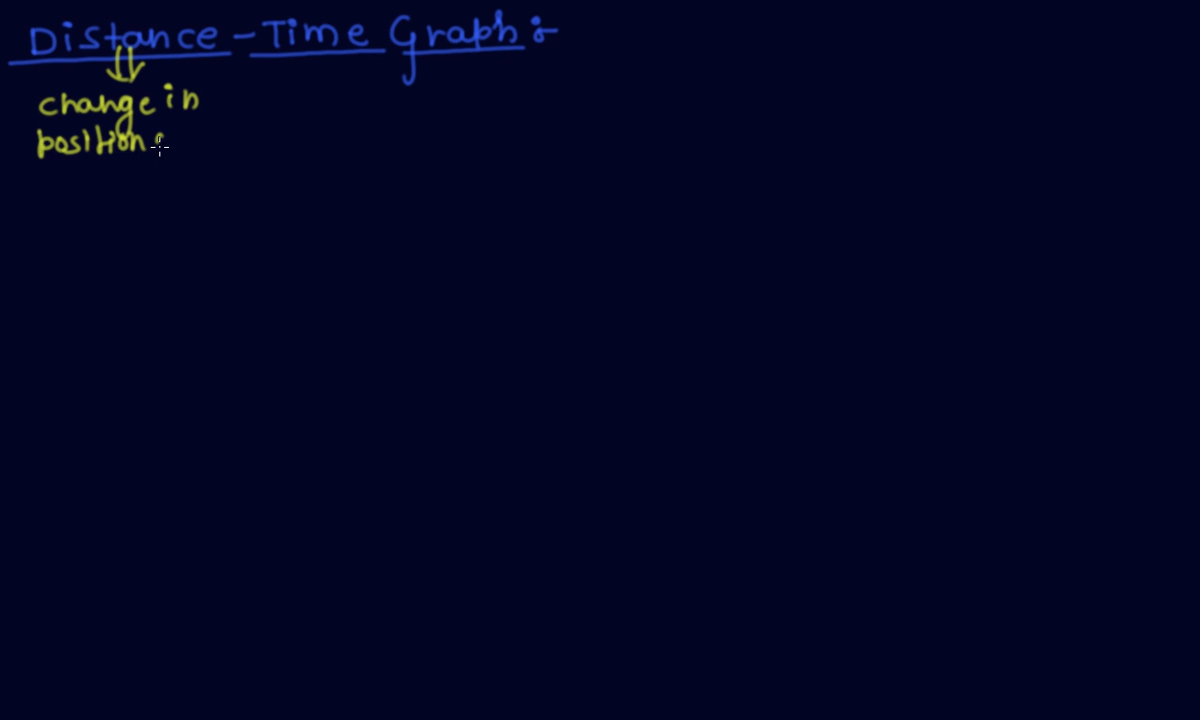 Distance - Time Graph :-
change in
position.